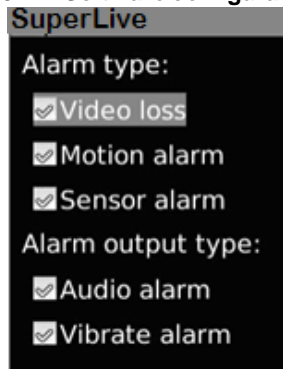 SuperLive
Alarm type:
Video loss
Motion alarm
Sensor alarm
Alarm output type:
Audio alarm
Vibrate alarm